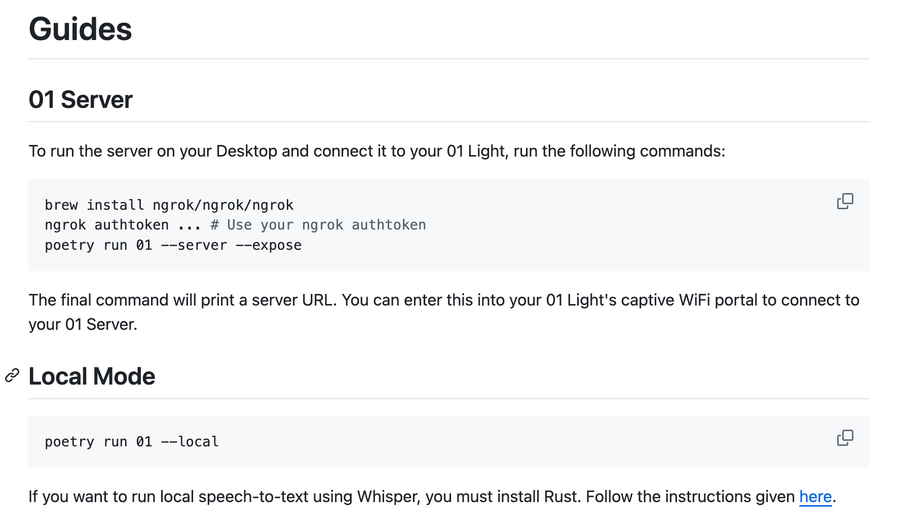 Guides
01 Server
To run the server on your Desktop and connect it to your 01 Light, run the following commands:
brew install ngrok/ngrok/ngrok
ngrok authtoken ... # Use your ngrok authtoken
poetry run 01 --server --expose
The final command will print a server URL. You can enter this into your 01 Light's captive WiFi portal to connect to
your 01 Server.
Local Mode
poetry run 01 --local
If you want to run local speech-to-text using Whisper, you must install Rust. Follow the instructions given here.